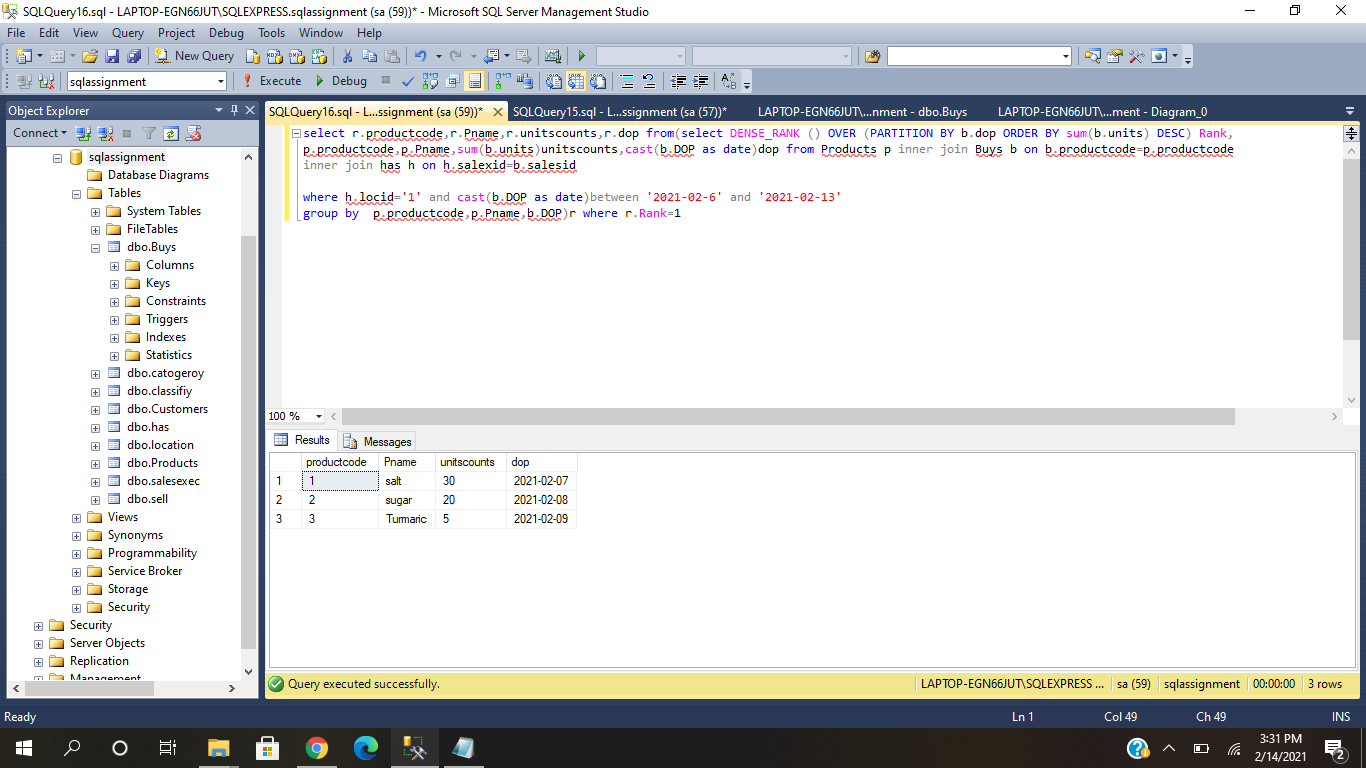 SQLQuery16.sql - LAPTOP-EGN66JUT\SQLEXPRESS.sqlassignment (sa (59))* - Microsoft SQL Server Management Studio
File Edit View Query Project Debug Tools Window Help
New Query
sqlassignment Execute Debug
Object Explorer
Connect
sqlassignment
Database Diagrams
Tables
System Tables
FileTables
dbo.Buys
Columns
Keys
Constraints
Triggers
Indexes
Statistics
dbo.catogeroy
dbo.classifiy
dbo.Customers
dbo.has
dbo.location
dbo.Products
dbo.salesexec
dbo.sell
Views
Synonyms
Programmability
Service Broker
Storage
Security
Security
Server Objects
Replication
Management
SQLQuery16.sql - L...ssignment (sa (59))* SQLQuery15.sql - L...ssignment (sa (57))* LAPTOP-EGN66JUT\...nment - dbo.Buys LAPTOP-EGN66JUT\...ment - Diagram_0
select r.productcode,r.Pname,r.unitscounts,r.dop from(select DENSE_RANK () OVER (PARTITION BY b.dop ORDER BY sum(b.units) DESC) Rank,
p.productcode,p.Pname,sum(b.units)unitscounts,cast(b.DOP as date)dop from Products p inner join Buys b on b.productcode=p.productcode
inner join has h on h.salexid=b.salesid
where h.locid='1' and cast(b.DOP as date)between '2021-02-6' and '2021-02-13'
group by  p.productcode,p.Pname,b.DOP)r where r.Rank=1
100 %
Results Messages
productcode Pname unitscounts dop
1 1 salt 30 2021-02-07
2 2 sugar 20 2021-02-08
3 3 Turmaric 5 2021-02-09
Query executed successfully. LAPTOP-EGN66JUT\SQLEXPRESS ... sa (59) sqlassignment 00:00:00 3 rows
Ready Ln 1 Col 49 Ch 49 INS
3:31 PM
2/14/2021
2